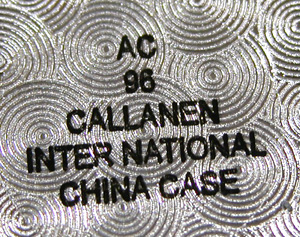 AC
96
CALLANEN
INTER NATIONAL
CHINA CASE